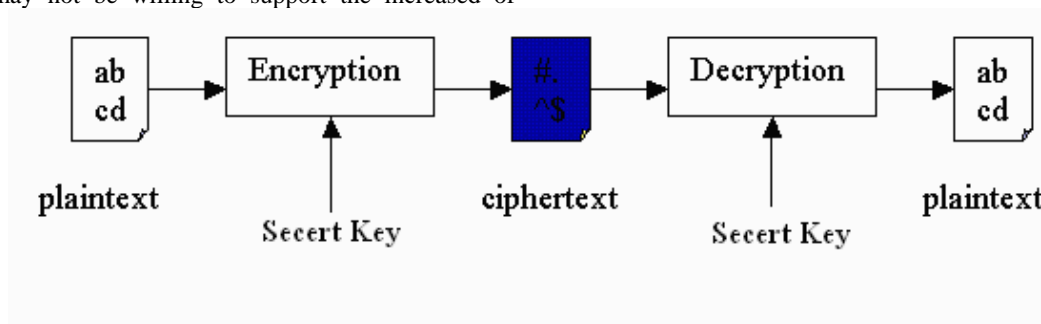 may not be willing to support the increased of
ab
cd
Encryption
#.
^$
Decryption
ab
cd
plaintext
ciphertext
plaintext
Secert Key
Secert Key